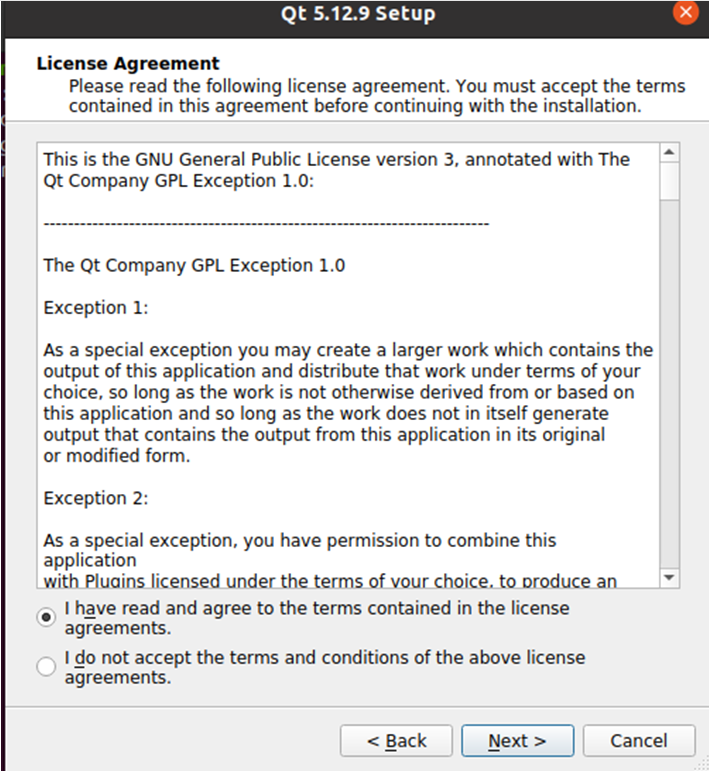 Qt 5.12.9 Setup
License Agreement
Please read the following license agreement. You must accept the terms
contained in this agreement before continuing with the installation.
This is the GNU General Public License version 3, annotated with The
Qt Company GPL Exception 1.0:
-------------------------------------------------------------------------
The Qt Company GPL Exception 1.0
Exception 1:
As a special exception you may create a larger work which contains the
output of this application and distribute that work under terms of your
choice, so long as the work is not otherwise derived from or based on
this application and so long as the work does not in itself generate
output that contains the output from this application in its original
or modified form.
Exception 2:
As a special exception, you have permission to combine this
application
with Plugins licensed under the terms of your choice, to produce an
I have read and agree to the terms contained in the license
agreements.
I do not accept the terms and conditions of the above license
agreements.
< Back
Next >
Cancel